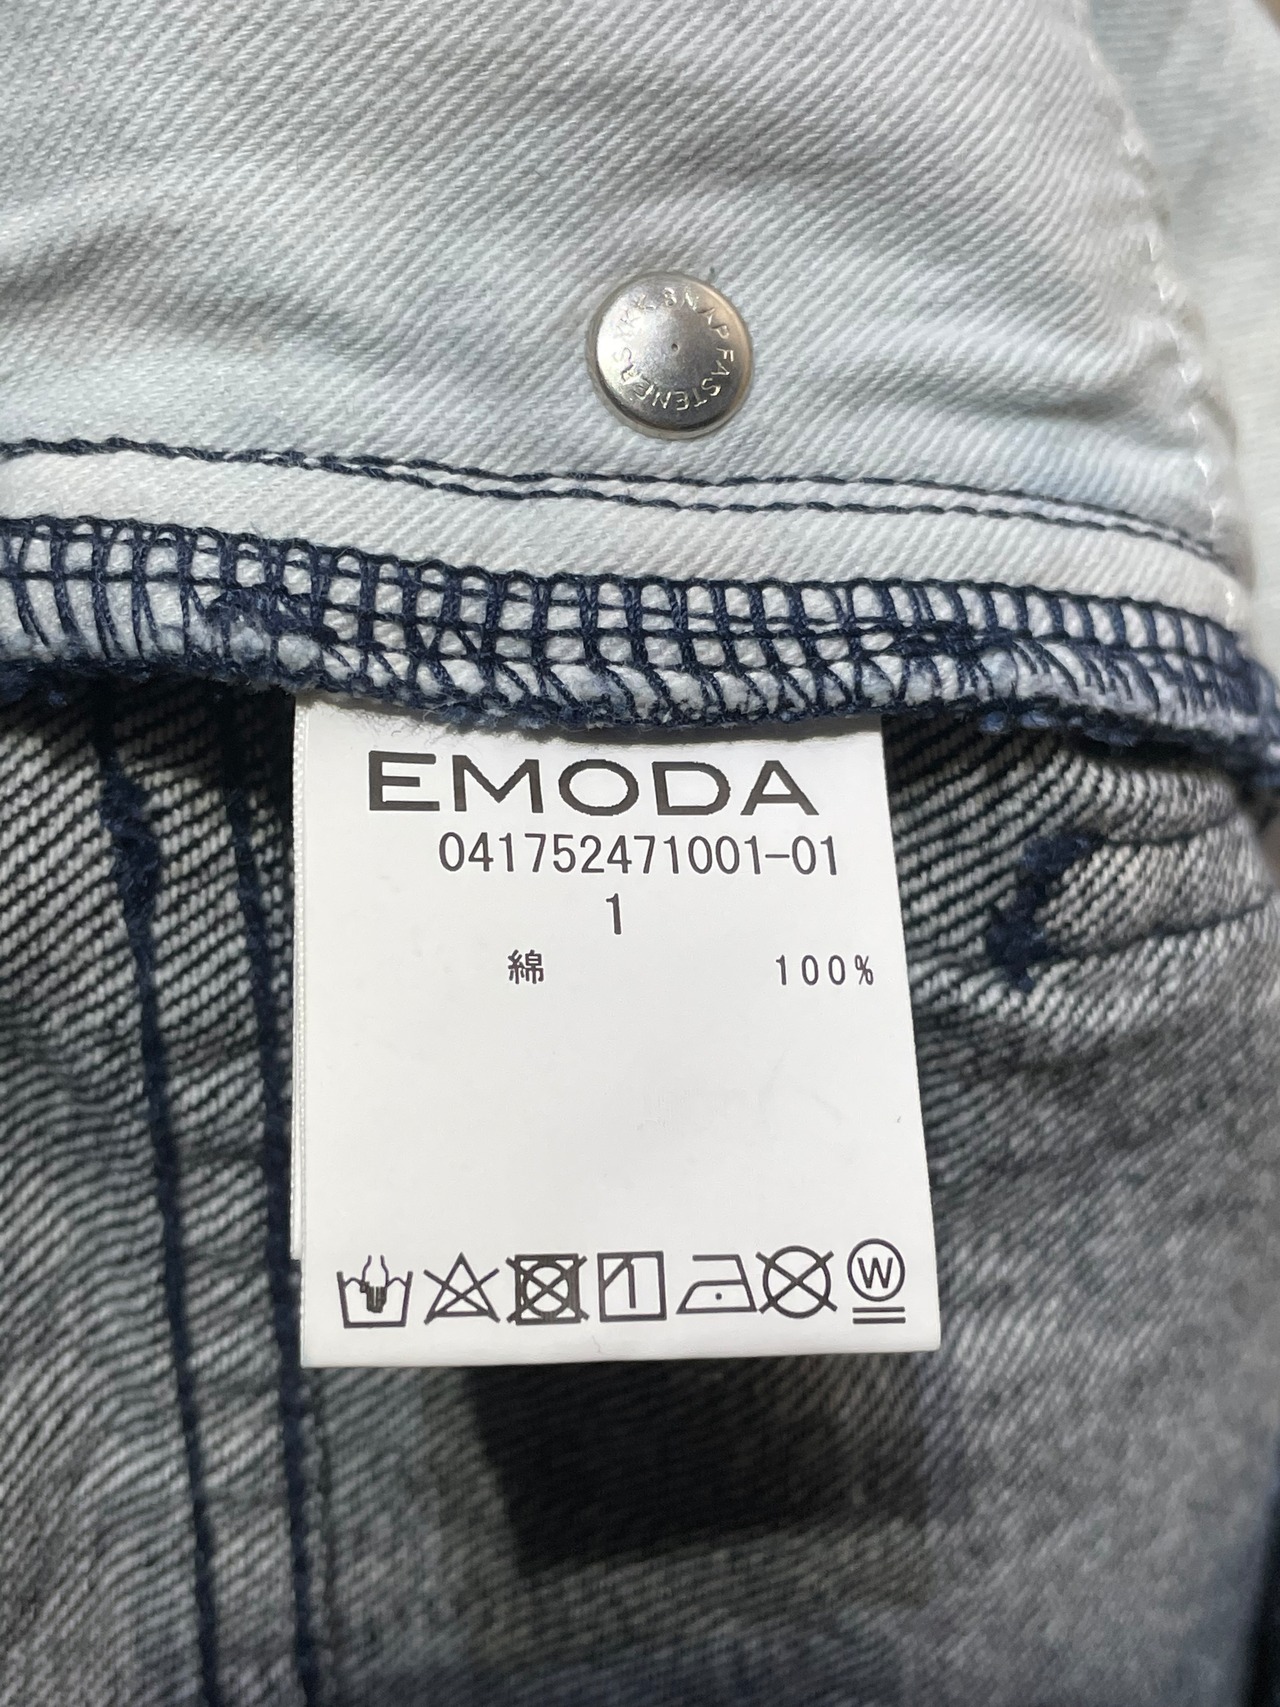 YKK SNAP FASTENERS
EMODA
041752471001-01
1
綿 100%
W